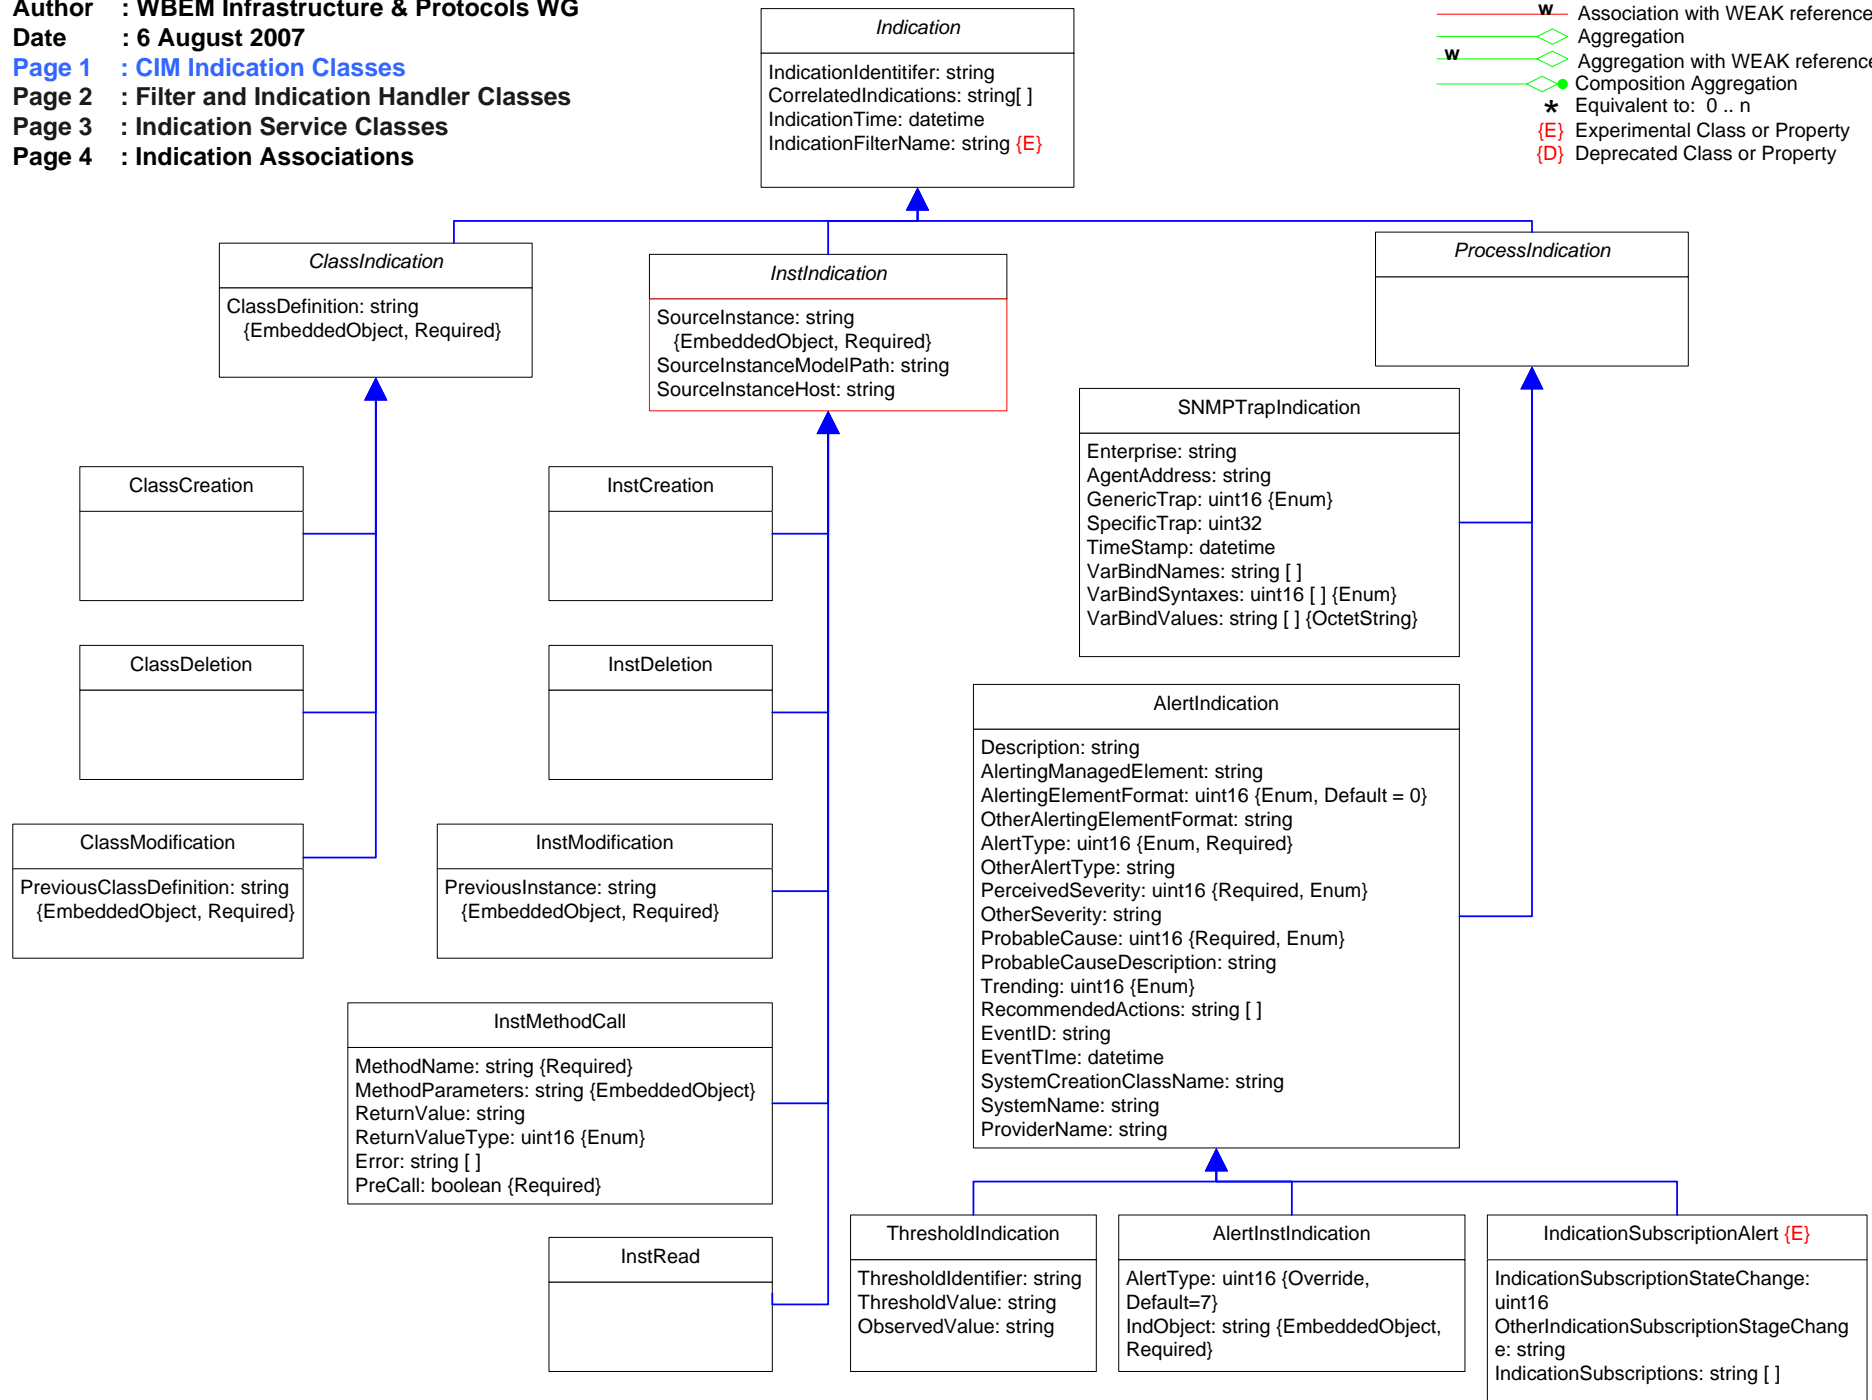 Author : WBEM Infrastructure & Protocols WG
Date : 6 August 2007
Page 1 : CIM Indication Classes
Page 2 : Filter and Indication Handler Classes
Page 3 : Indication Service Classes
Page 4 : Indication Associations
w Association with WEAK reference
Aggregation
w Aggregation with WEAK reference
Composition Aggregation
* Equivalent to: 0 .. n
{E} Experimental Class or Property
{D} Deprecated Class or Property
Indication
IndicationIdentitifer: string
CorrelatedIndications: string[ ]
IndicationTime: datetime
IndicationFilterName: string {E}
ClassIndication
ClassDefinition: string
{EmbeddedObject, Required}
InstIndication
SourceInstance: string
{EmbeddedObject, Required}
SourceInstanceModelPath: string
SourceInstanceHost: string
ProcessIndication
SNMPTrapIndication
Enterprise: string
AgentAddress: string
GenericTrap: uint16 {Enum}
SpecificTrap: uint32
TimeStamp: datetime
VarBindNames: string [ ]
VarBindSyntaxes: uint16 [ ] {Enum}
VarBindValues: string [ ] {OctetString}
ClassCreation
InstCreation
ClassDeletion
InstDeletion
AlertIndication
Description: string
AlertingManagedElement: string
AlertingElementFormat: uint16 {Enum, Default = 0}
OtherAlertingElementFormat: string
AlertType: uint16 {Enum, Required}
OtherAlertType: string
PerceivedSeverity: uint16 {Required, Enum}
OtherSeverity: string
ProbableCause: uint16 {Required, Enum}
ProbableCauseDescription: string
Trending: uint16 {Enum}
RecommendedActions: string [ ]
EventID: string
EventTIme: datetime
SystemCreationClassName: string
SystemName: string
ProviderName: string
ClassModification
PreviousClassDefinition: string
{EmbeddedObject, Required}
InstModification
PreviousInstance: string
{EmbeddedObject, Required}
InstMethodCall
MethodName: string {Required}
MethodParameters: string {EmbeddedObject}
ReturnValue: string
ReturnValueType: uint16 {Enum}
Error: string [ ]
PreCall: boolean {Required}
InstRead
ThresholdIndication
ThresholdIdentifier: string
ThresholdValue: string
ObservedValue: string
AlertInstIndication
AlertType: uint16 {Override,
Default=7}
IndObject: string {EmbeddedObject,
Required}
IndicationSubscriptionAlert {E}
IndicationSubscriptionStateChange:
uint16
OtherIndicationSubscriptionStageChang
e: string
IndicationSubscriptions: string [ ]